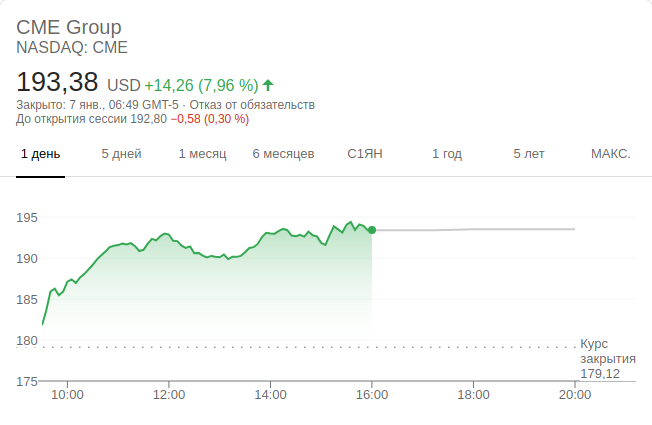 CME Group
NASDAQ: CME
193,38 USD +14,26 (7,96 %)
Закрыто: 7 янв., 06:49 GMT-5 · Отказ от обязательств
До открытия сессии 192,80 −0,58 (0,30 %)
1 день 5 дней 1 месяц 6 месяцев С1ЯН 1 год 5 лет МАКС.
195
190
185
180
Курс
закрытия
179,12
175
10:00 12:00 14:00 16:00 18:00 20:00